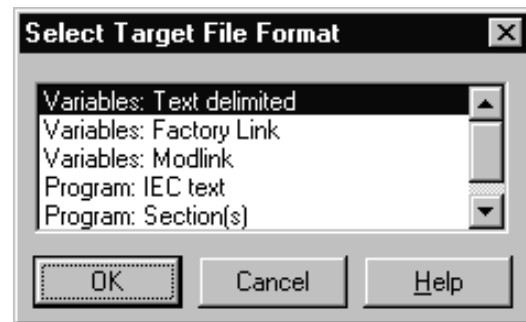 Select Target File Format
Variables: Text delimited
Variables: Factory Link
Variables: Modlink
Program: IEC text
Program: Section(s)
OK
Cancel
Help